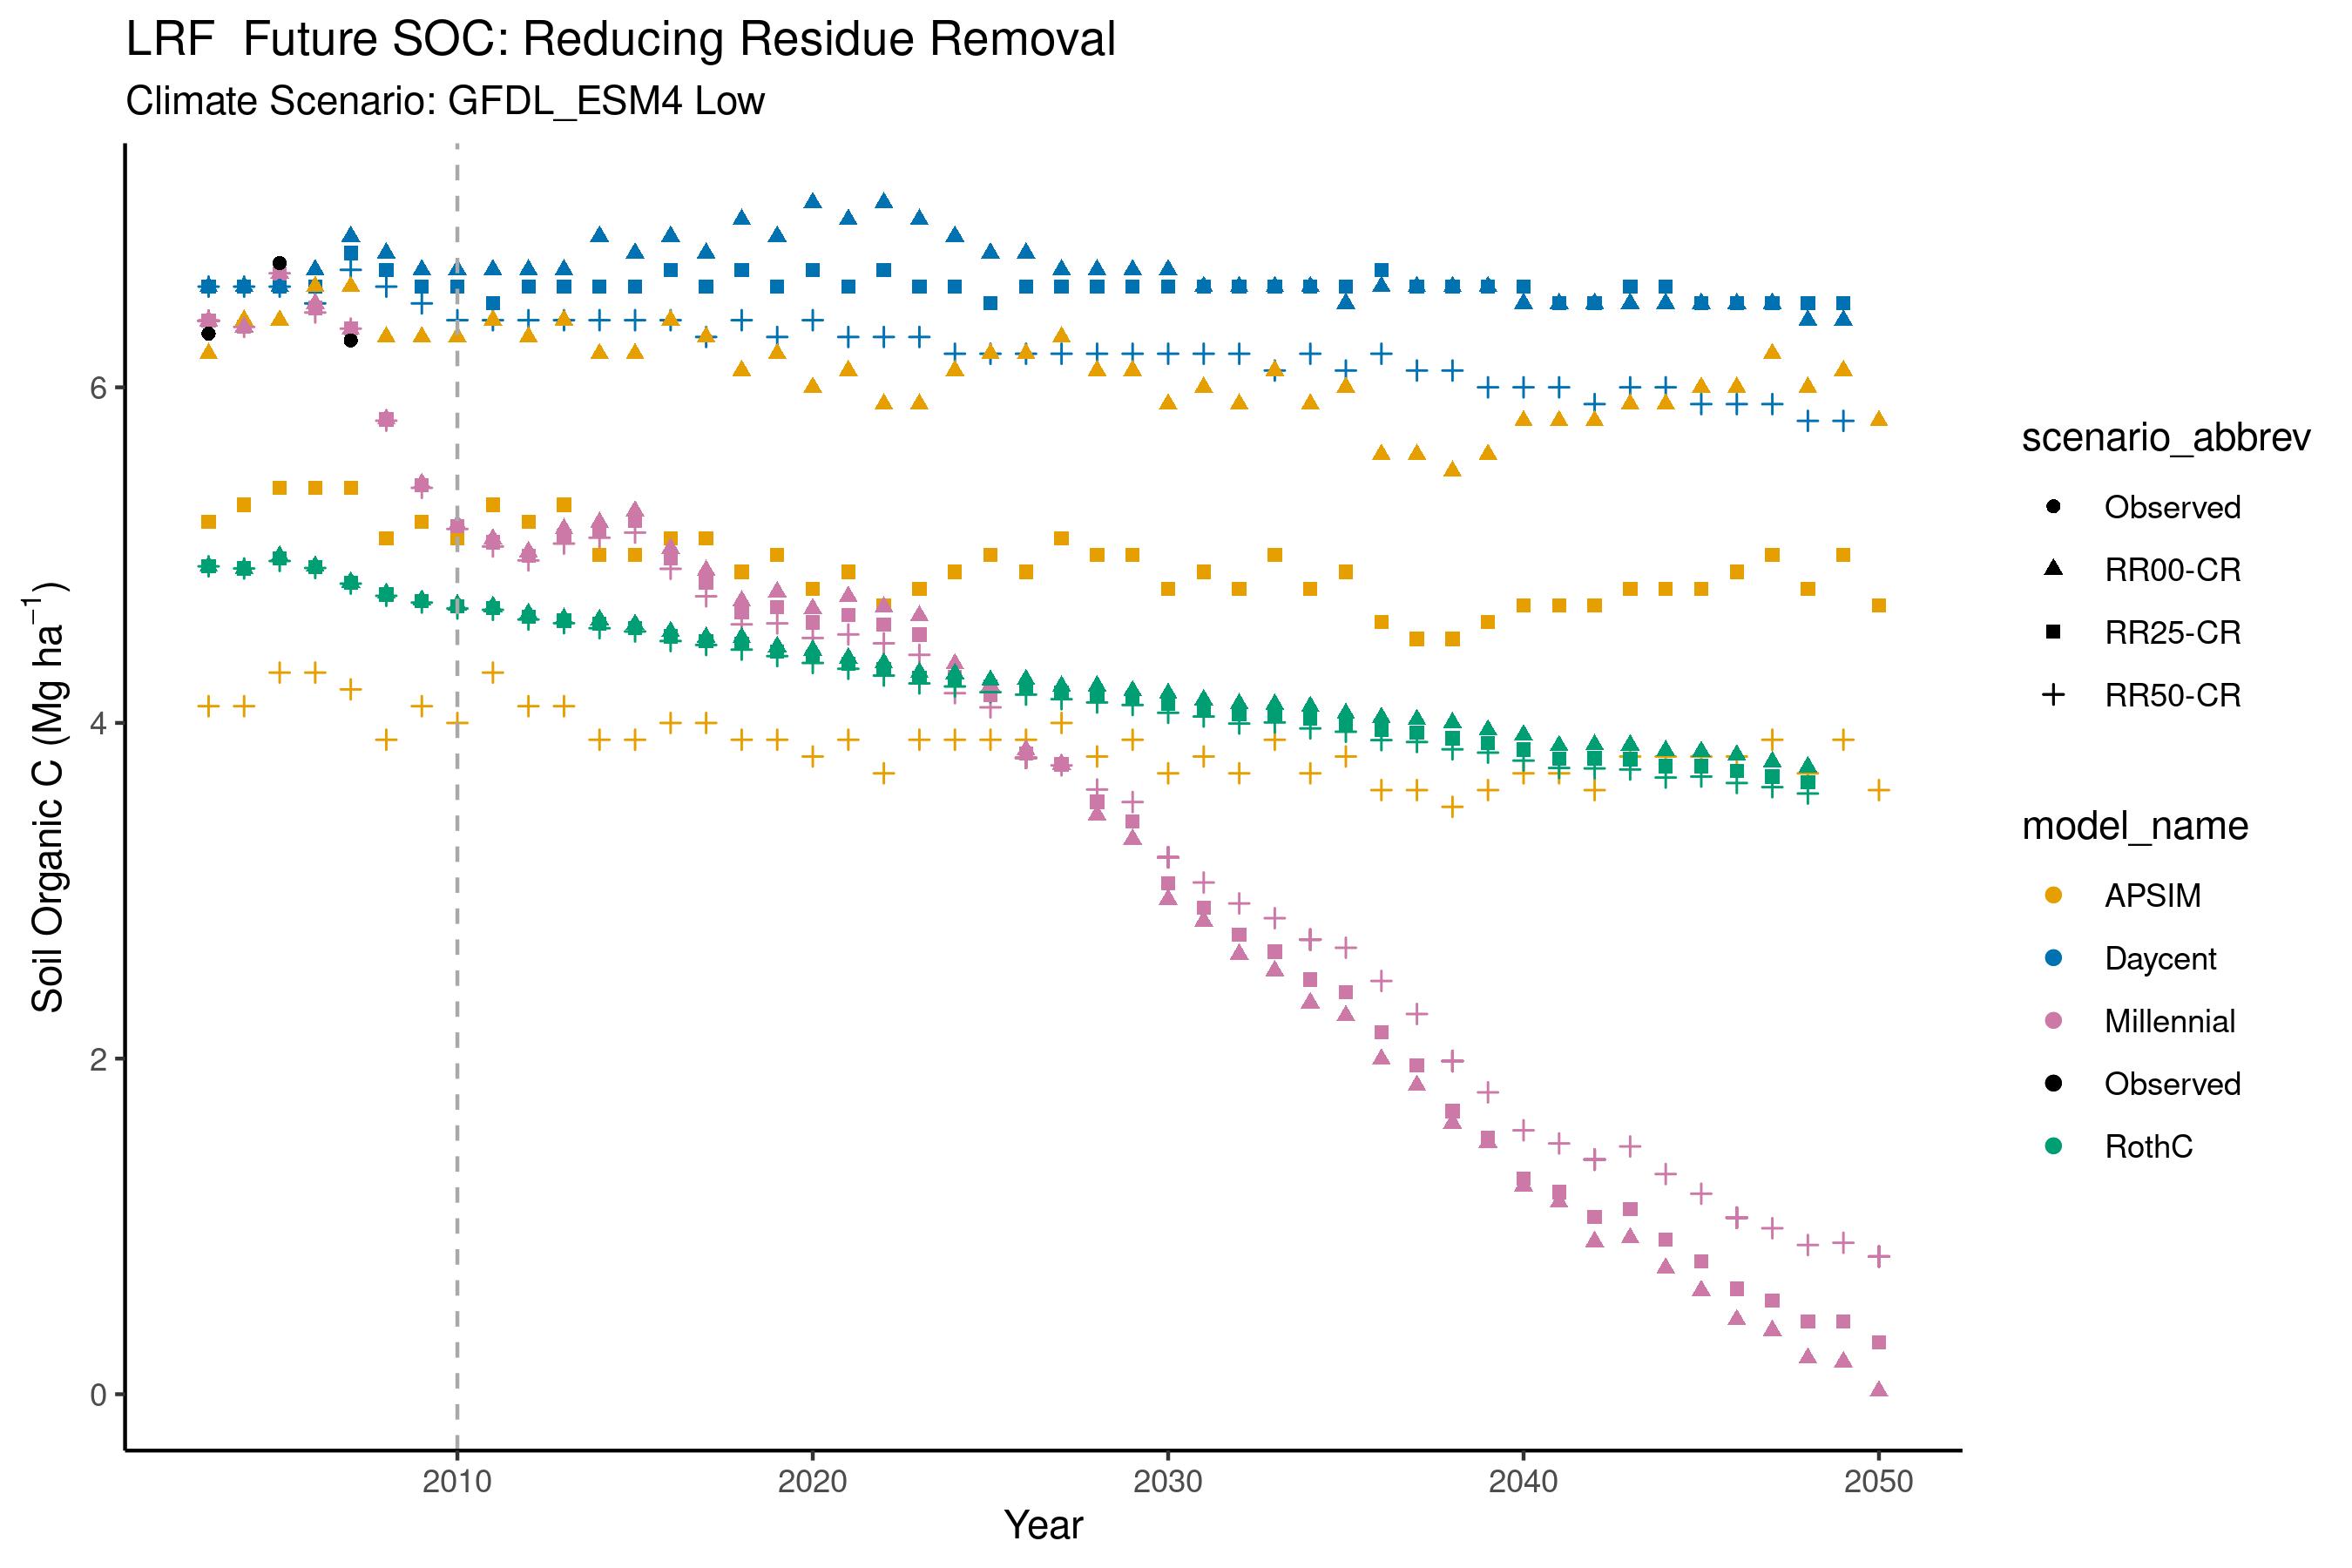 LRF  Future SOC: Reducing Residue Removal
Climate Scenario: GFDL_ESM4 Low
Soil Organic C (Mg ha⁻¹)
6
4
2
0
2010
2020
2030
2040
2050
Year
scenario_abbrev
Observed
RR00-CR
RR25-CR
RR50-CR
model_name
APSIM
Daycent
Millennial
Observed
RothC